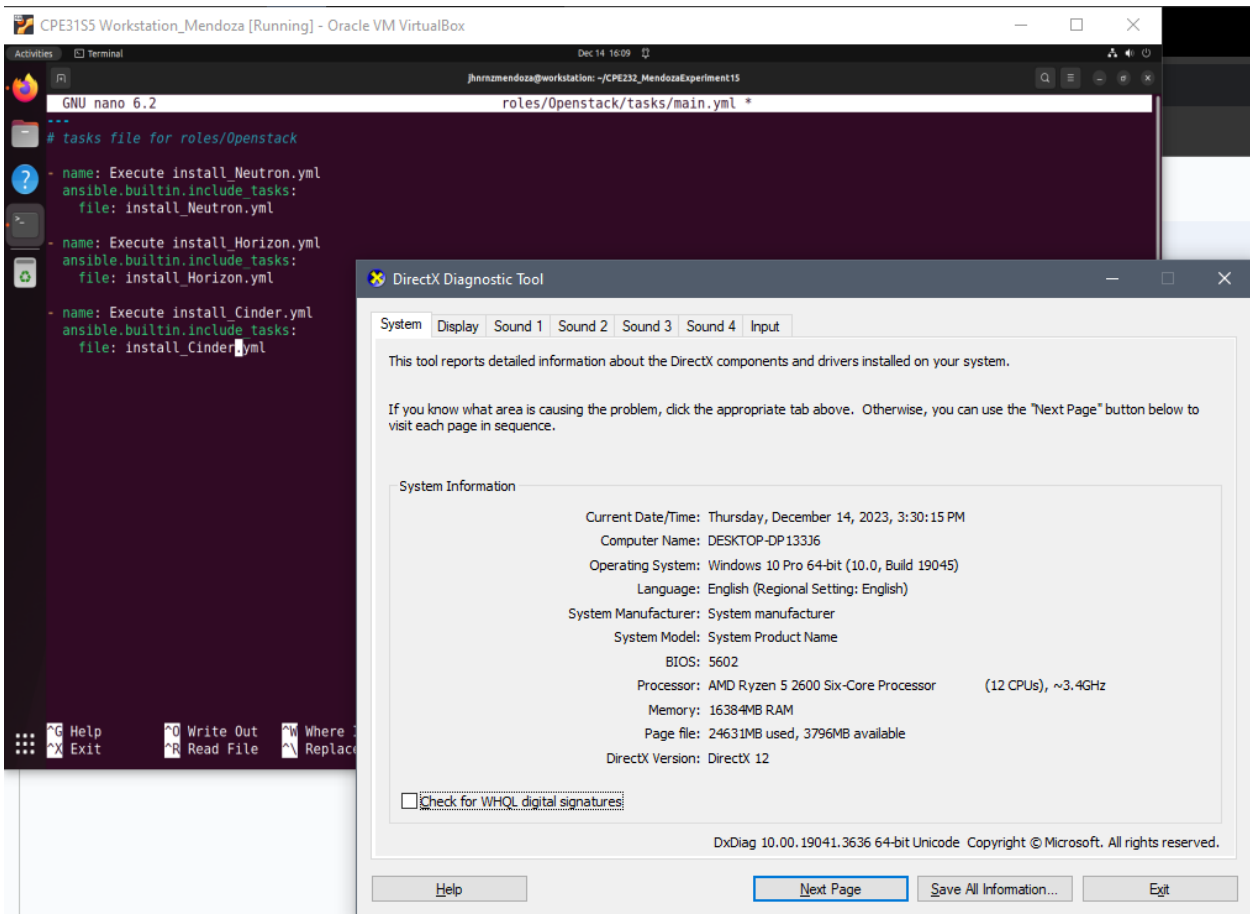 CPE31S5 Workstation_Mendoza [Running] - Oracle VM VirtualBox
Activities Terminal Dec 14 16:09
jhnrnzmendoza@workstation: ~/CPE232_MendozaExperiment15
GNU nano 6.2 roles/Openstack/tasks/main.yml *
---
# tasks file for roles/Openstack
- name: Execute install_Neutron.yml
ansible.builtin.include_tasks:
file: install_Neutron.yml
- name: Execute install_Horizon.yml
ansible.builtin.include_tasks:
file: install_Horizon.yml
- name: Execute install_Cinder.yml
ansible.builtin.include_tasks:
file: install_Cinder.yml
^G Help ^O Write Out ^W Where
^X Exit ^R Read File ^\ Replac
DirectX Diagnostic Tool
System Display Sound 1 Sound 2 Sound 3 Sound 4 Input
This tool reports detailed information about the DirectX components and drivers installed on your system.
If you know what area is causing the problem, click the appropriate tab above. Otherwise, you can use the "Next Page" button below to
visit each page in sequence.
System Information
Current Date/Time: Thursday, December 14, 2023, 3:30:15 PM
Computer Name: DESKTOP-DP133J6
Operating System: Windows 10 Pro 64-bit (10.0, Build 19045)
Language: English (Regional Setting: English)
System Manufacturer: System manufacturer
System Model: System Product Name
BIOS: 5602
Processor: AMD Ryzen 5 2600 Six-Core Processor (12 CPUs), ~3.4GHz
Memory: 16384MB RAM
Page file: 24631MB used, 3796MB available
DirectX Version: DirectX 12
Check for WHQL digital signatures
DxDiag 10.00.19041.3636 64-bit Unicode Copyright © Microsoft. All rights reserved.
Help Next Page Save All Information... Exit